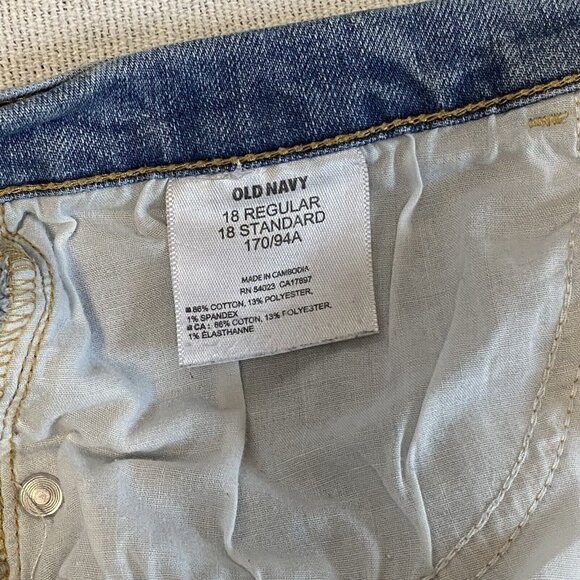 OLD NAVY
18 REGULAR
18 STANDARD
170/94A
MADE IN CAMBODIA
RN 54023 CA17897
86% COTTON, 13% POLYESTER,
1% SPANDEX
CA : 86% COTON, 13% POLYESTER,
1% ÉLASTHANNE